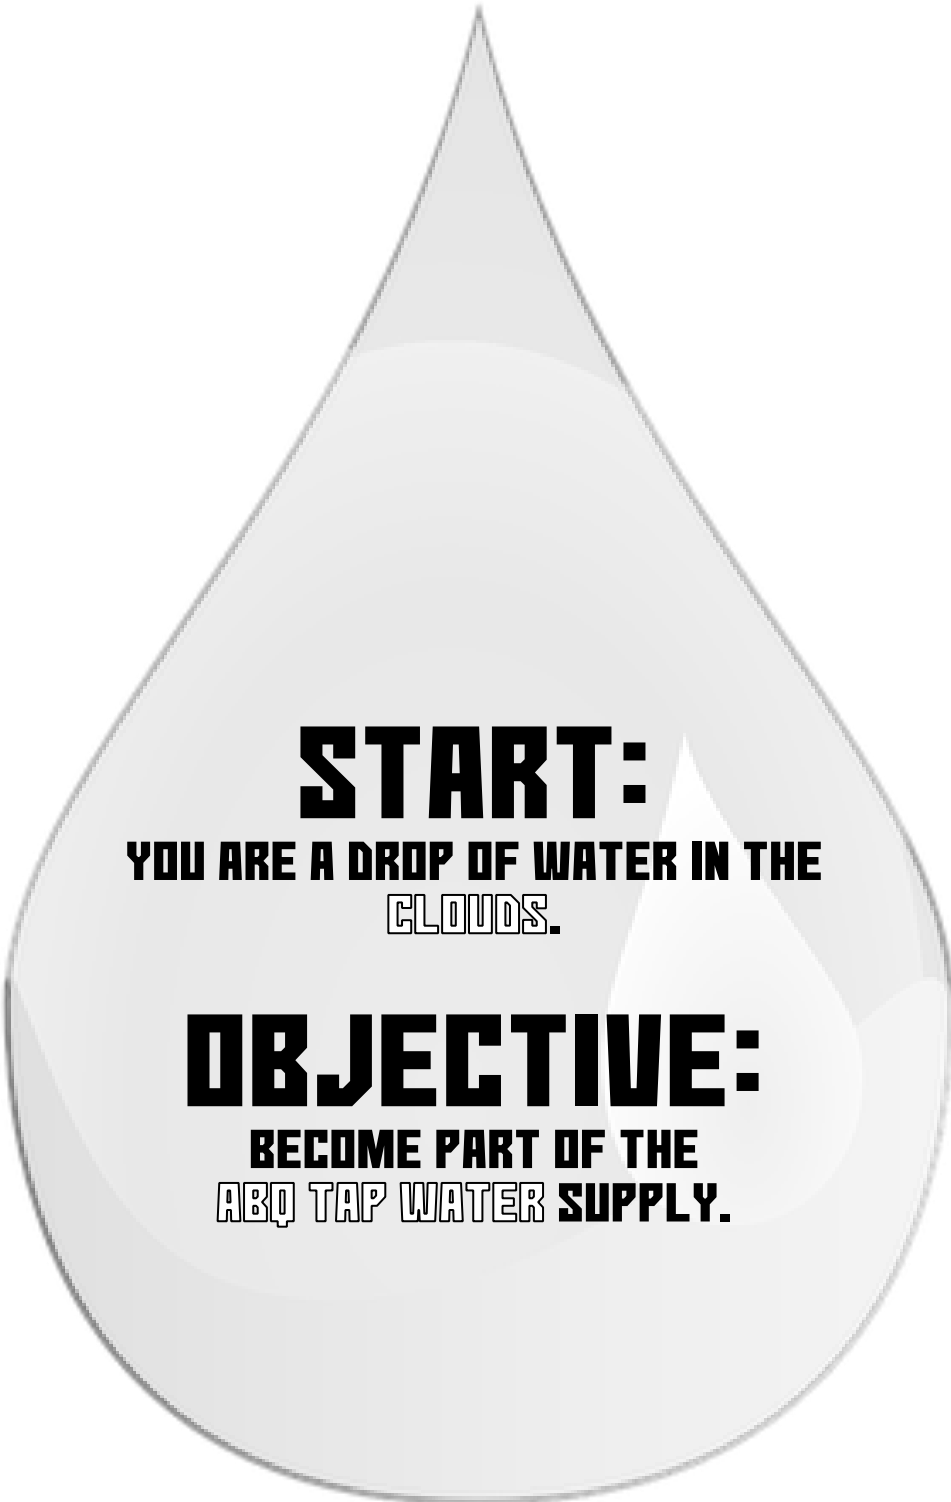 START:
YOU ARE A DROP OF WATER IN THE
CLOUDS.
OBJECTIVE:
BECOME PART OF THE
ABQ TAP WATER SUPPLY.